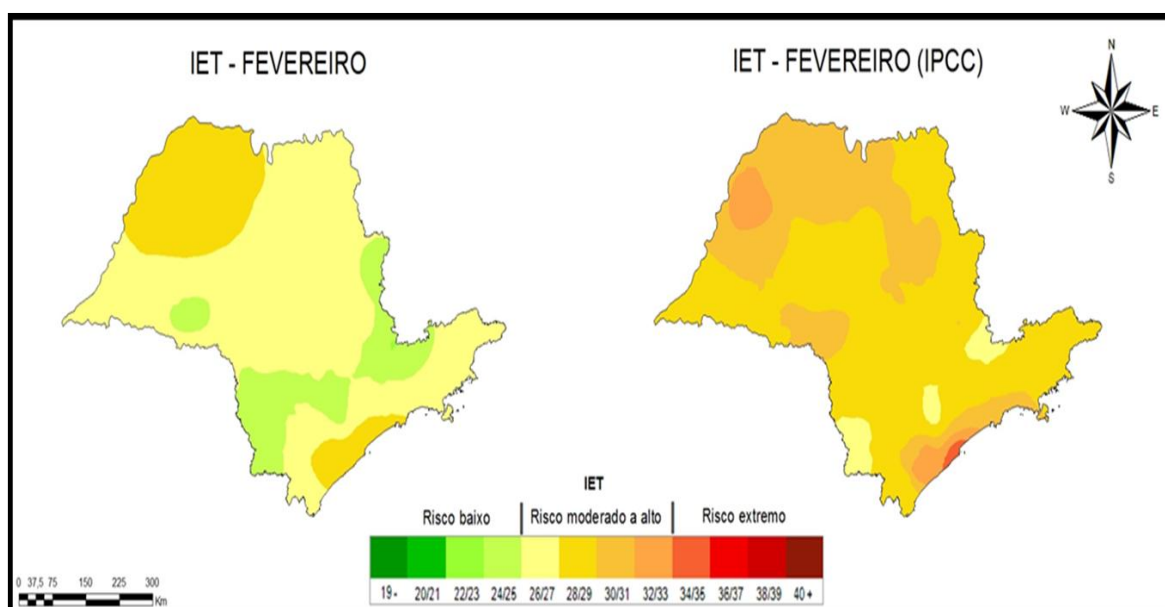 IET - FEVEREIRO
IET - FEVEREIRO (IPCC)
N
W E
S
IET
Risco baixo Risco moderado a alto Risco extremo
19 - 20/21 22/23 24/25 26/27 28/29 30/31 32/33 34/35 36/37 38/39 40 +
0 37,5 75 150 225 300
Km